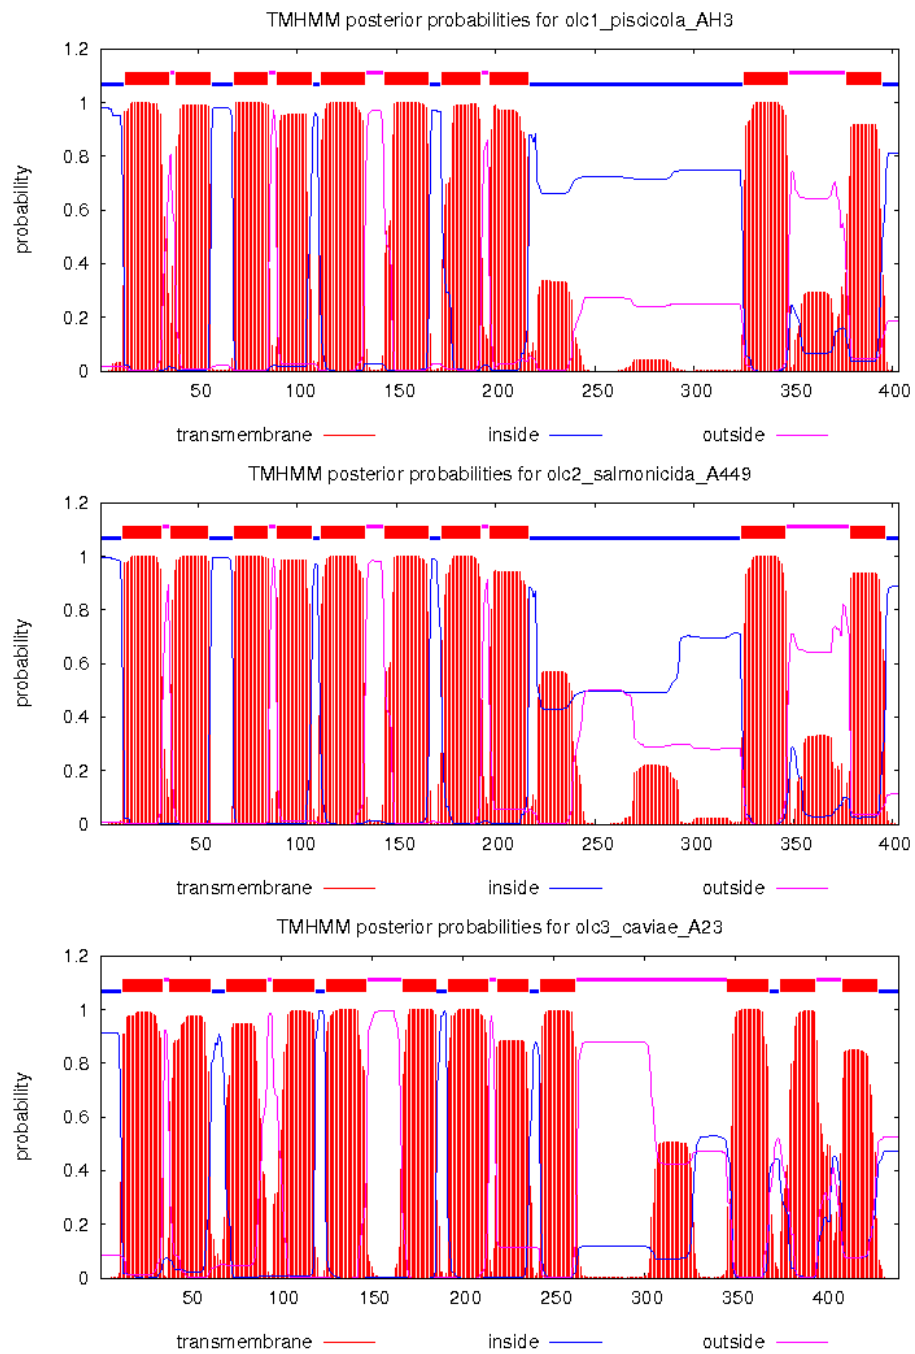 TMHMM posterior probabilities for olc1_piscicola_AH3
1.2
1
0.8
0.6
0.4
0.2
0
probability
50 100 150 200 250 300 350 400
transmembrane inside outside
TMHMM posterior probabilities for olc2_salmonicida_A449
1.2
1
0.8
0.6
0.4
0.2
0
probability
50 100 150 200 250 300 350 400
transmembrane inside outside
TMHMM posterior probabilities for olc3_caviae_A23
1.2
1
0.8
0.6
0.4
0.2
0
probability
50 100 150 200 250 300 350 400
transmembrane inside outside